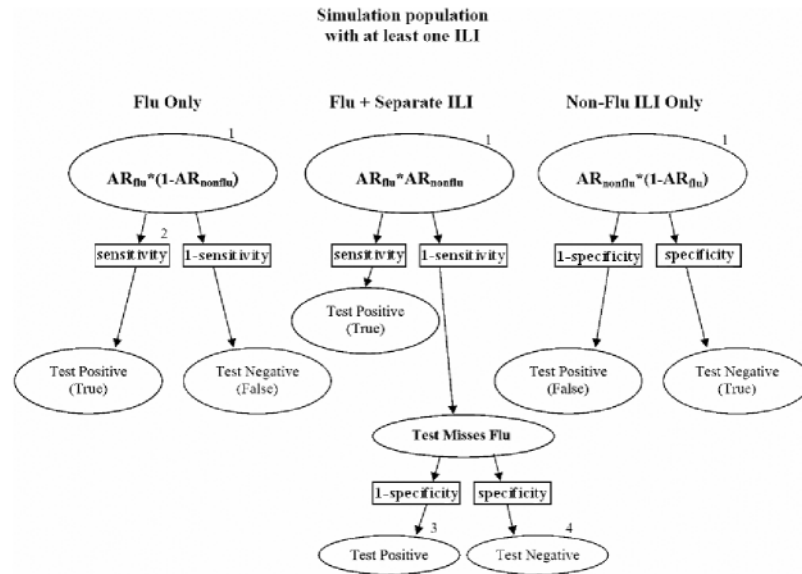 Simulation population
with at least one ILI
Flu Only
Flu + Separate ILI
Non-Flu ILI Only
1
AR_flu*(1-AR_nonflu)
1
AR_flu*AR_nonflu
1
AR_nonflu*(1-AR_flu)
2
sensitivity
1-sensitivity
sensitivity
1-sensitivity
1-specificity
specificity
Test Positive
(True)
Test Positive
(True)
Test Negative
(False)
Test Positive
(False)
Test Negative
(True)
Test Misses Flu
1-specificity
specificity
3
4
Test Positive
Test Negative